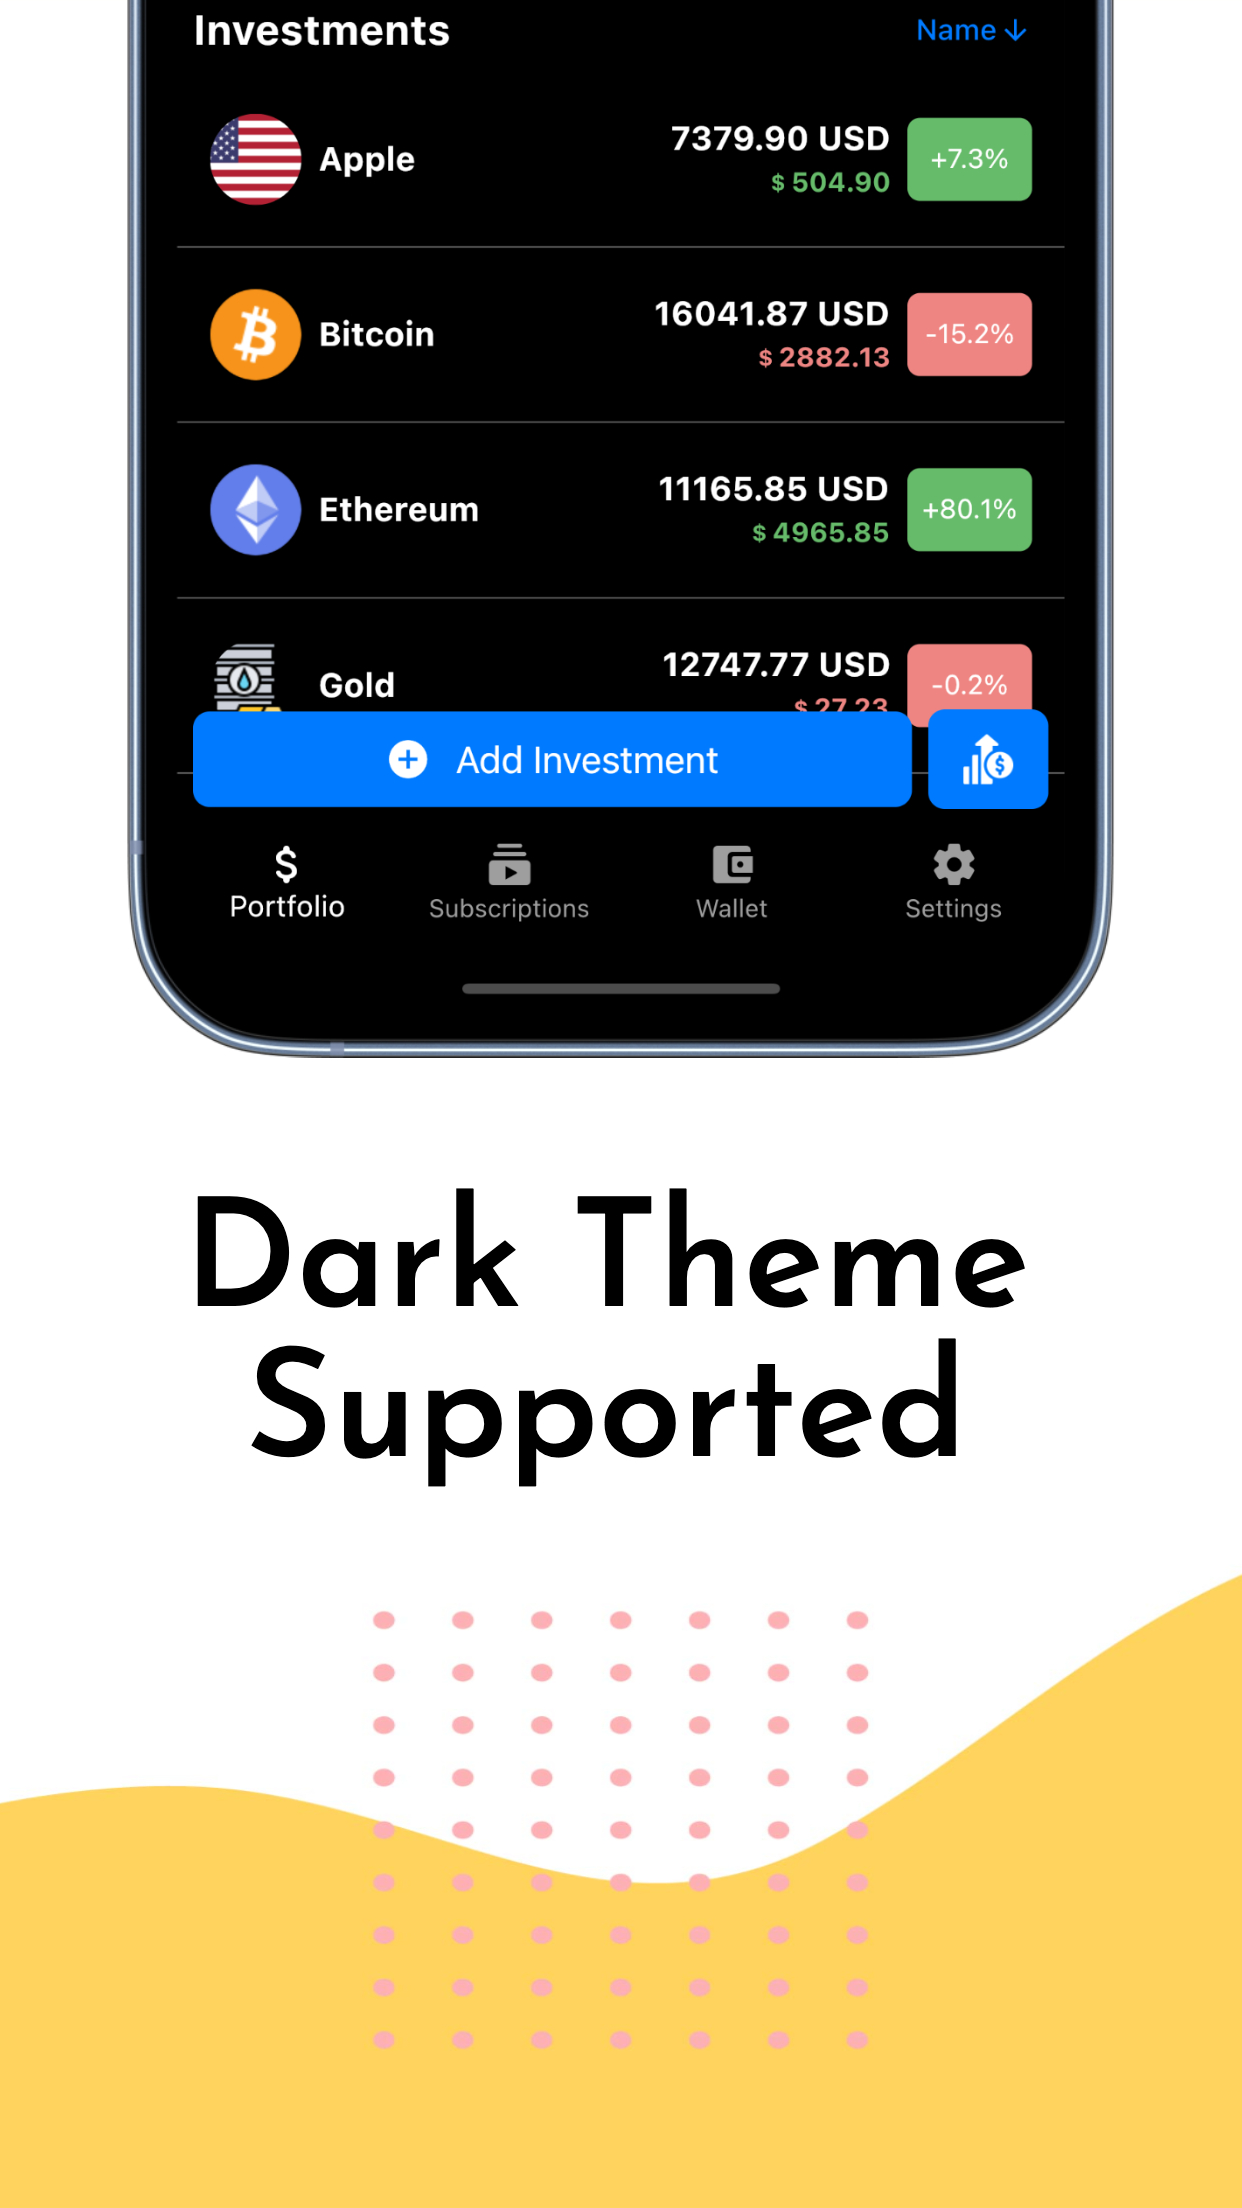 Investments
Name ↓
Apple
7379.90 USD
$ 504.90
+7.3%
Bitcoin
16041.87 USD
$ 2882.13
-15.2%
Ethereum
11165.85 USD
$ 4965.85
+80.1%
Gold
12747.77 USD
$ 27.23
-0.2%
Add Investment
Portfolio
Subscriptions
Wallet
Settings
Dark Theme
Supported